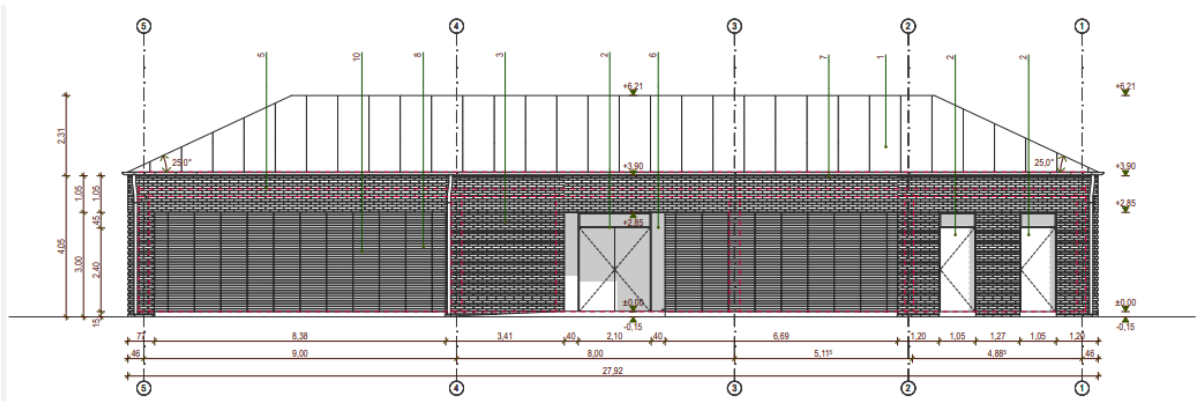 5 4 3 2 1
5 10 8 3 2 6 7 1 2 2
+6,21 +6,21
2,31
25,0° 25,0°
+3,90 +3,90
1,05 1,05
+2,85 +2,85
45
4,05 3,00 2,40
±0,00 ±0,00
15 -0,15 -0,15
77 8,38 3,41 40 2,10 40 6,69 1,20 1,05 1,27 1,05 1,20
46 9,00 8,00 5,11⁵ 4,88⁵ 46
27,92
5 4 3 2 1